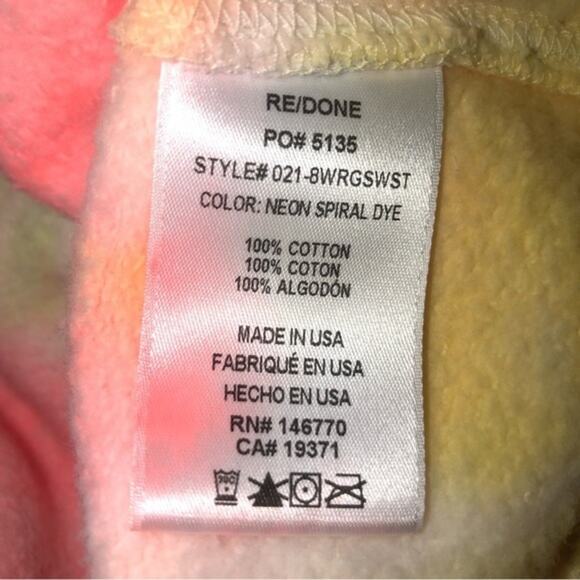 RE/DONE
PO# 5135
STYLE# 021-8WRGSWST
COLOR: NEON SPIRAL DYE
100% COTTON
100% COTON
100% ALGODÓN
MADE IN USA
FABRIQUÉ EN USA
HECHO EN USA
RN# 146770
CA# 19371
30C